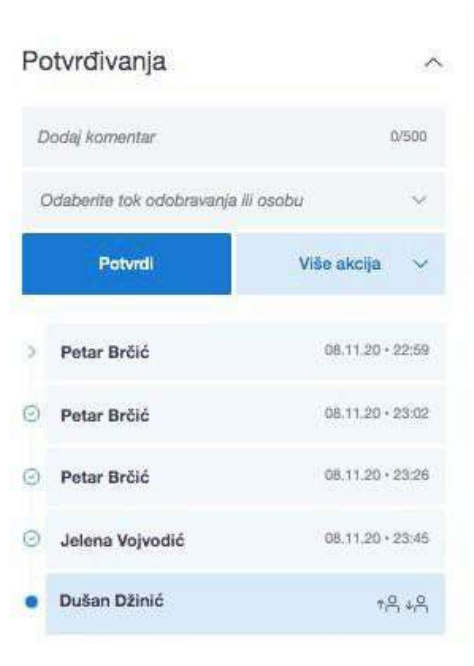 Potvrđivanja
Dodaj komentar 0/500
Odaberite tok odobravanja ili osobu
Potvrdi Više akcija
Petar Brčić 08.11.20 • 22:59
Petar Brčić 08.11.20 • 23:02
Petar Brčić 08.11.20 • 23:26
Jelena Vojvodić 08.11.20 • 23:45
Dušan Džinić